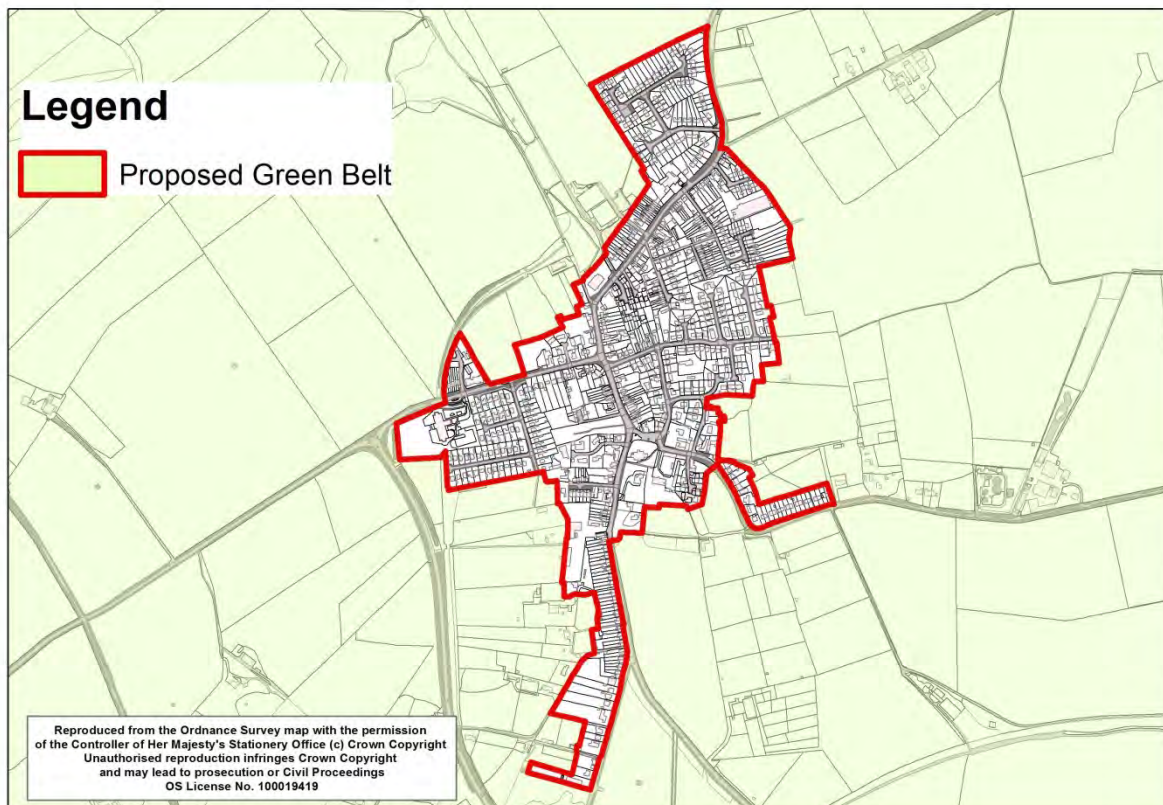 Legend
Proposed Green Belt
Reproduced from the Ordnance Survey map with the permission
of the Controller of Her Majesty's Stationery Office (c) Crown Copyright
Unauthorised reproduction infringes Crown Copyright
and may lead to prosecution or Civil Proceedings
OS License No. 100019419